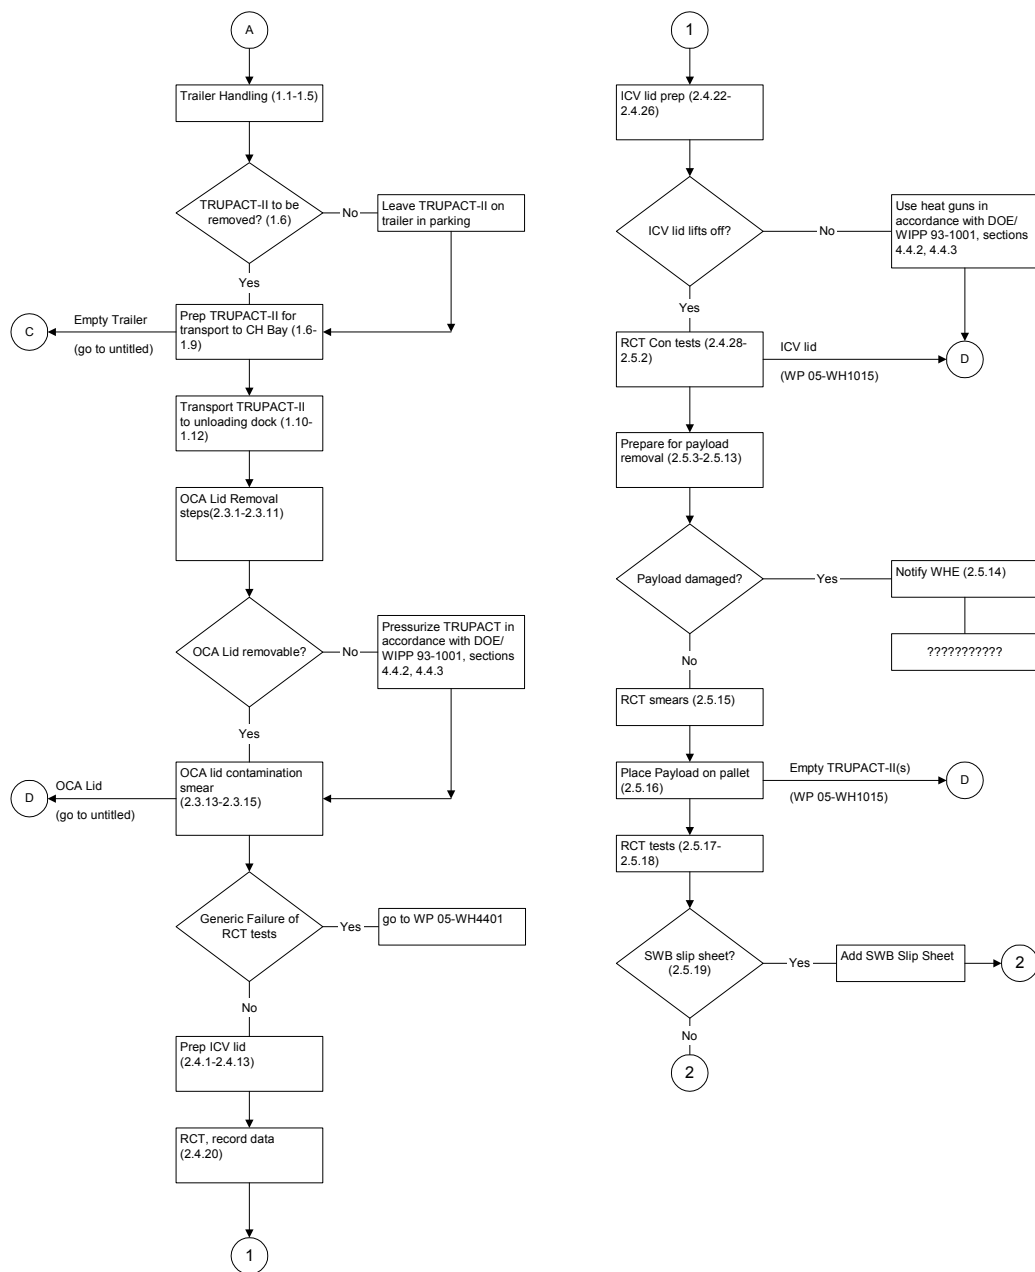 A
Trailer Handling (1.1-1.5)
TRUPACT-II to be
removed? (1.6)
No
Leave TRUPACT-II on
trailer in parking
Yes
C
Empty Trailer
(go to untitled)
Prep TRUPACT-II for
transport to CH Bay (1.6-
1.9)
Transport TRUPACT-II
to unloading dock (1.10-
1.12)
OCA Lid Removal
steps(2.3.1-2.3.11)
OCA Lid removable?
No
Pressurize TRUPACT in
accordance with DOE/
WIPP 93-1001, sections
4.4.2, 4.4.3
Yes
D
OCA Lid
(go to untitled)
OCA lid contamination
smear
(2.3.13-2.3.15)
Generic Failure of
RCT tests
Yes
go to WP 05-WH4401
No
Prep ICV lid
(2.4.1-2.4.13)
RCT, record data
(2.4.20)
1
1
ICV lid prep (2.4.22-
2.4.26)
ICV lid lifts off?
No
Use heat guns in
accordance with DOE/
WIPP 93-1001, sections
4.4.2, 4.4.3
Yes
RCT Con tests (2.4.28-
2.5.2)
ICV lid
(WP 05-WH1015)
D
Prepare for payload
removal (2.5.3-2.5.13)
Payload damaged?
Yes
Notify WHE (2.5.14)
???????????
No
RCT smears (2.5.15)
Place Payload on pallet
(2.5.16)
Empty TRUPACT-II(s)
(WP 05-WH1015)
D
RCT tests (2.5.17-
2.5.18)
SWB slip sheet?
(2.5.19)
Yes
Add SWB Slip Sheet
2
No
2